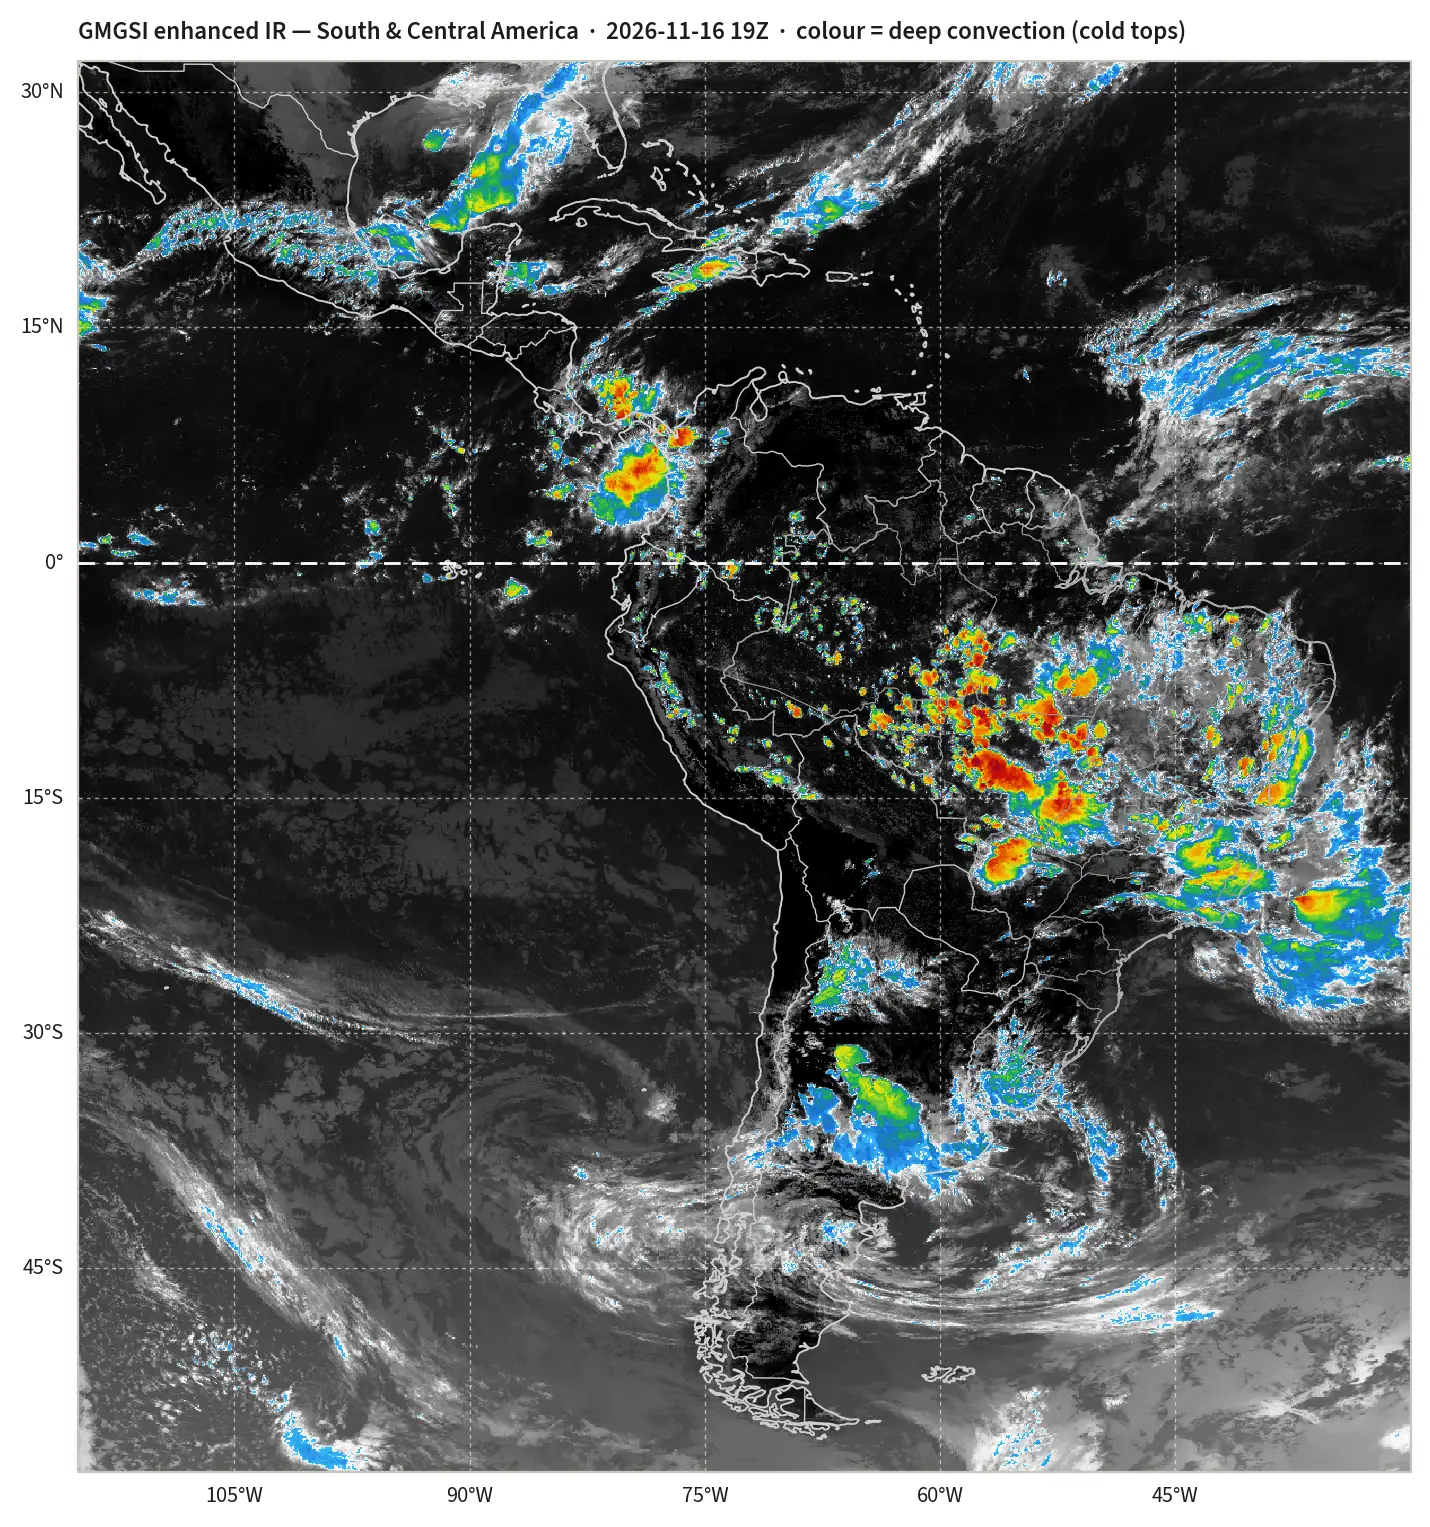 GMGSI enhanced IR — South & Central America · 2026-11-16 19Z · colour = deep convection (cold tops)
30°N
15°N
0°
15°S
30°S
45°S
105°W
90°W
75°W
60°W
45°W